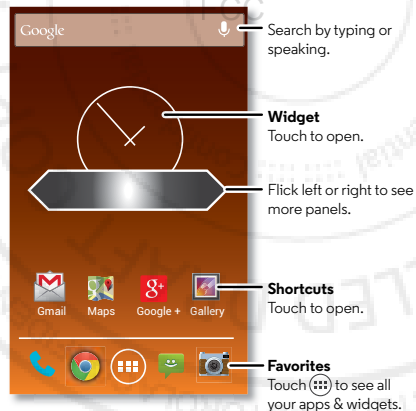 Google
Search by typing or
speaking.
Widget
Touch to open.
Flick left or right to see
more panels.
Gmail Maps Google + Gallery
Shortcuts
Touch to open.
Favorites
Touch to see all
your apps & widgets.